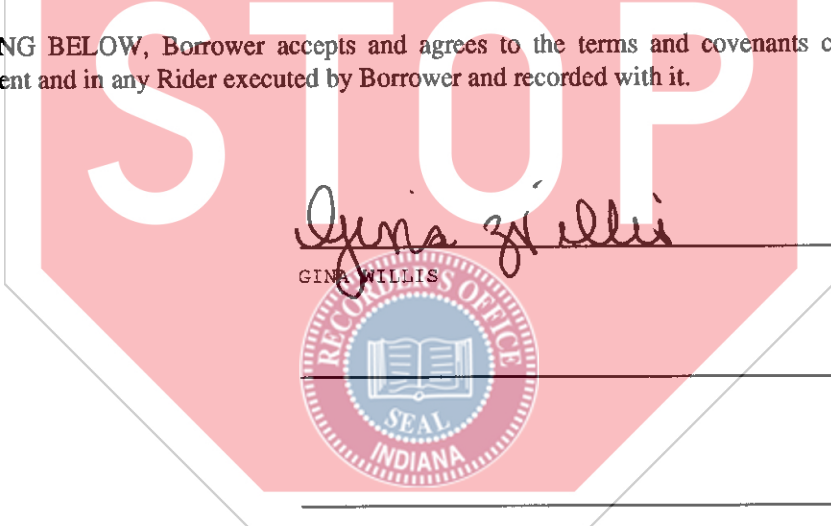 STOP
NG BELOW, Borrower accepts and agrees to the terms and covenants c
ent and in any Rider executed by Borrower and recorded with it.
Gina Willis
GINA WILLIS
RECORDER'S OFFICE
SEAL
INDIANA